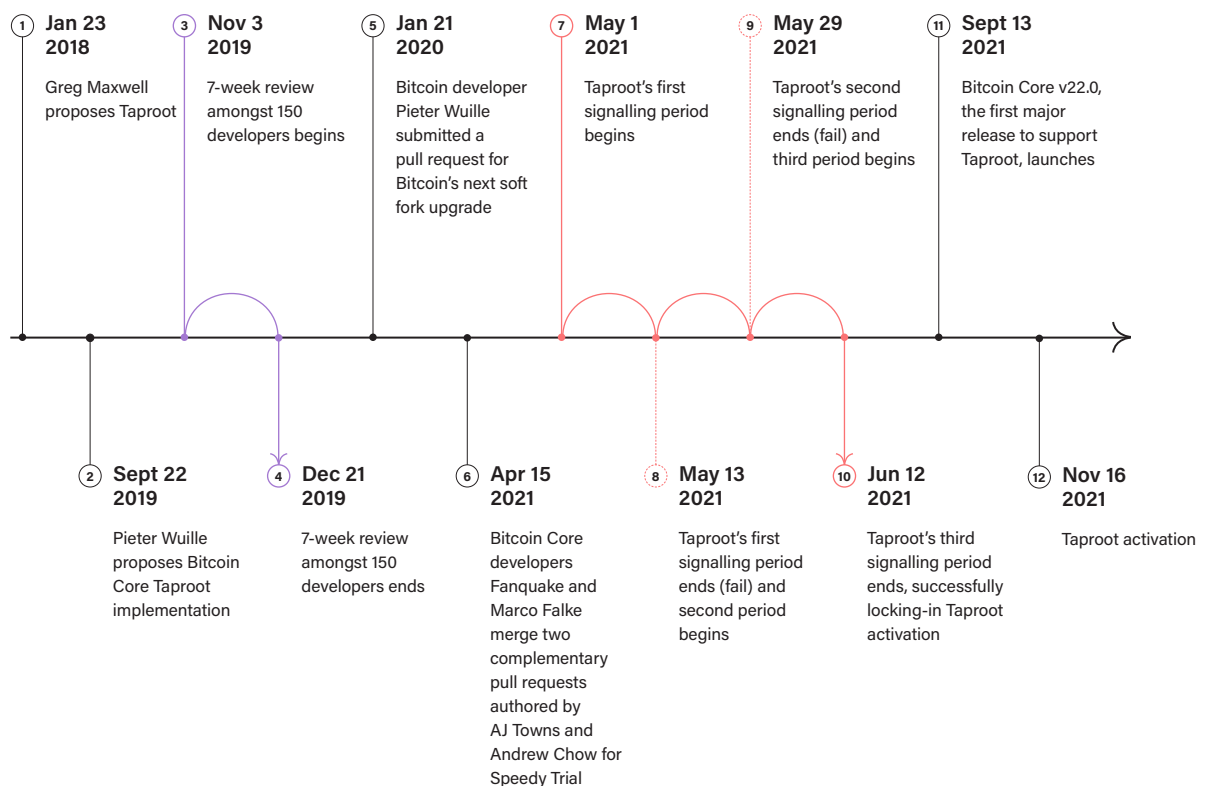 1
Jan 23
2018
Greg Maxwell
proposes Taproot
3
Nov 3
2019
7-week review
amongst 150
developers begins
5
Jan 21
2020
Bitcoin developer
Pieter Wuille
submitted a
pull request for
Bitcoin's next soft
fork upgrade
7
May 1
2021
Taproot's first
signalling period
begins
9
May 29
2021
Taproot's second
signalling period
ends (fail) and
third period begins
11
Sept 13
2021
Bitcoin Core v22.0,
the first major
release to support
Taproot, launches
2
Sept 22
2019
Pieter Wuille
proposes Bitcoin
Core Taproot
implementation
4
Dec 21
2019
7-week review
amongst 150
developers ends
6
Apr 15
2021
Bitcoin Core
developers
Fanquake and
Marco Falke
merge two
complementary
pull requests
authored by
AJ Towns and
Andrew Chow for
Speedy Trial
8
May 13
2021
Taproot's first
signalling period
ends (fail) and
second period
begins
10
Jun 12
2021
Taproot's third
signalling period
ends, successfully
locking-in Taproot
activation
12
Nov 16
2021
Taproot activation